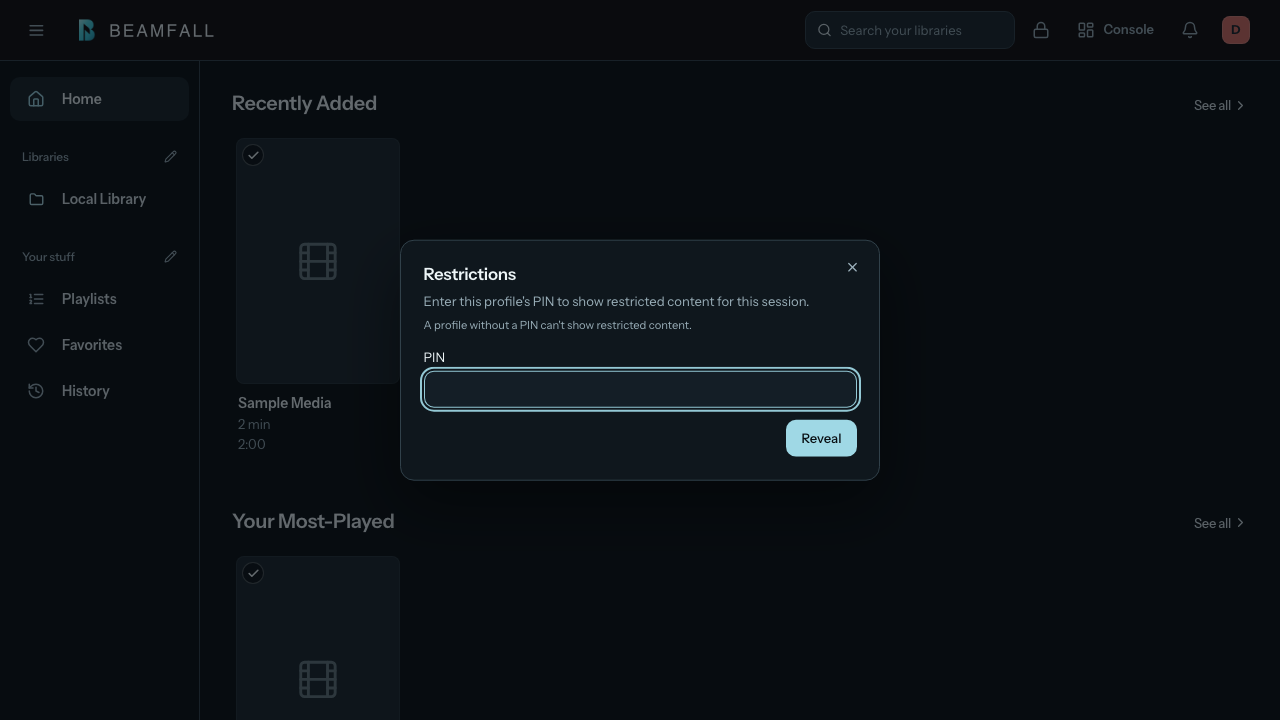 BEAMFALL
Search your libraries
Console
D
Home
Libraries
Local Library
Your stuff
Playlists
Favorites
History
Recently Added
See all
Sample Media
2 min
2:00
Restrictions
Enter this profile's PIN to show restricted content for this session.
A profile without a PIN can't show restricted content.
PIN
Reveal
Your Most-Played
See all